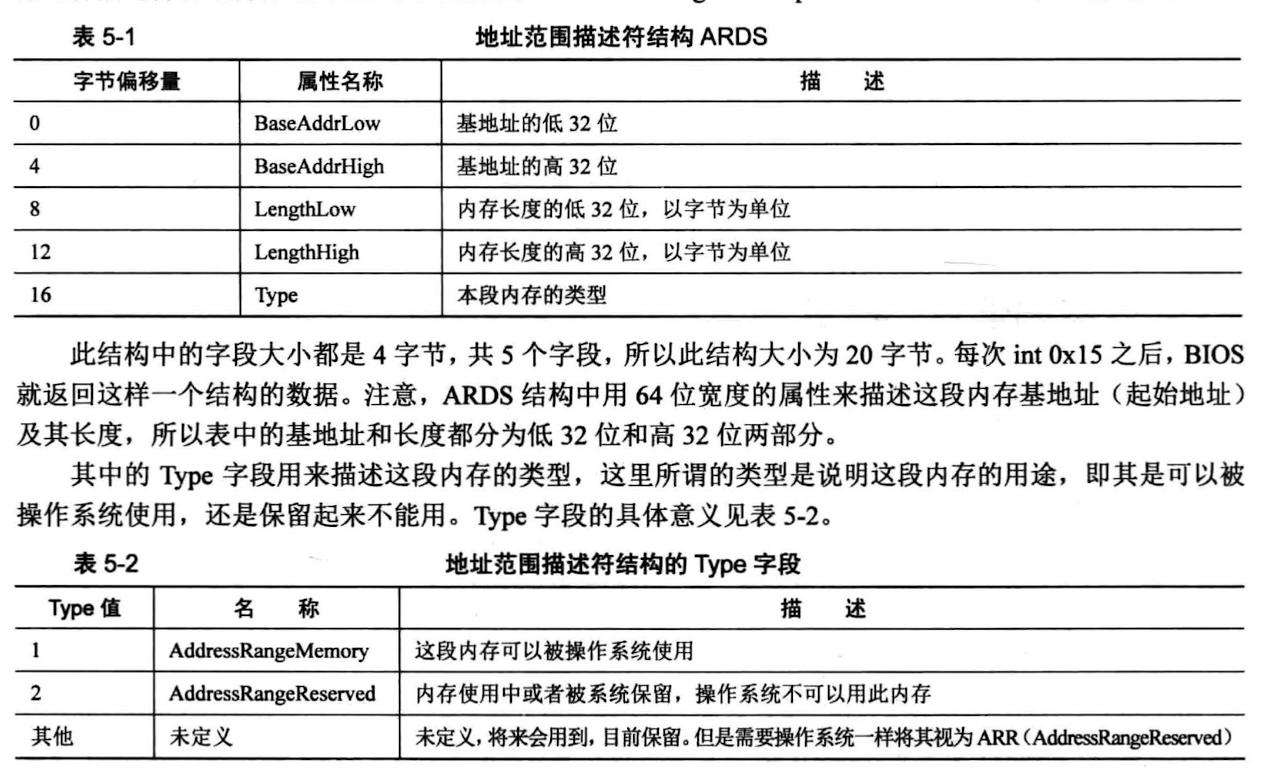 表 5-1 地址范围描述符结构 ARDS
字节偏移量 属性名称 描 述
0 BaseAddrLow 基地址的低 32 位
4 BaseAddrHigh 基地址的高 32 位
8 LengthLow 内存长度的低 32 位，以字节为单位
12 LengthHigh 内存长度的高 32 位，以字节为单位
16 Type 本段内存的类型
此结构中的字段大小都是 4 字节，共 5 个字段，所以此结构大小为 20 字节。每次 int 0x15 之后，BIOS
就返回这样一个结构的数据。注意，ARDS 结构中用 64 位宽度的属性来描述这段内存基地址（起始地址）
及其长度，所以表中的基地址和长度都分为低 32 位和高 32 位两部分。
其中的 Type 字段用来描述这段内存的类型，这里所谓的类型是说明这段内存的用途，即其是可以被
操作系统使用，还是保留起来不能用。Type 字段的具体意义见表 5-2。
表 5-2 地址范围描述符结构的 Type 字段
Type 值 名 称 描 述
1 AddressRangeMemory 这段内存可以被操作系统使用
2 AddressRangeReserved 内存使用中或者被系统保留，操作系统不可以用此内存
其他 未定义 未定义，将来会用到，目前保留。但是需要操作系统一样将其视为 ARR（AddressRangeReserved）